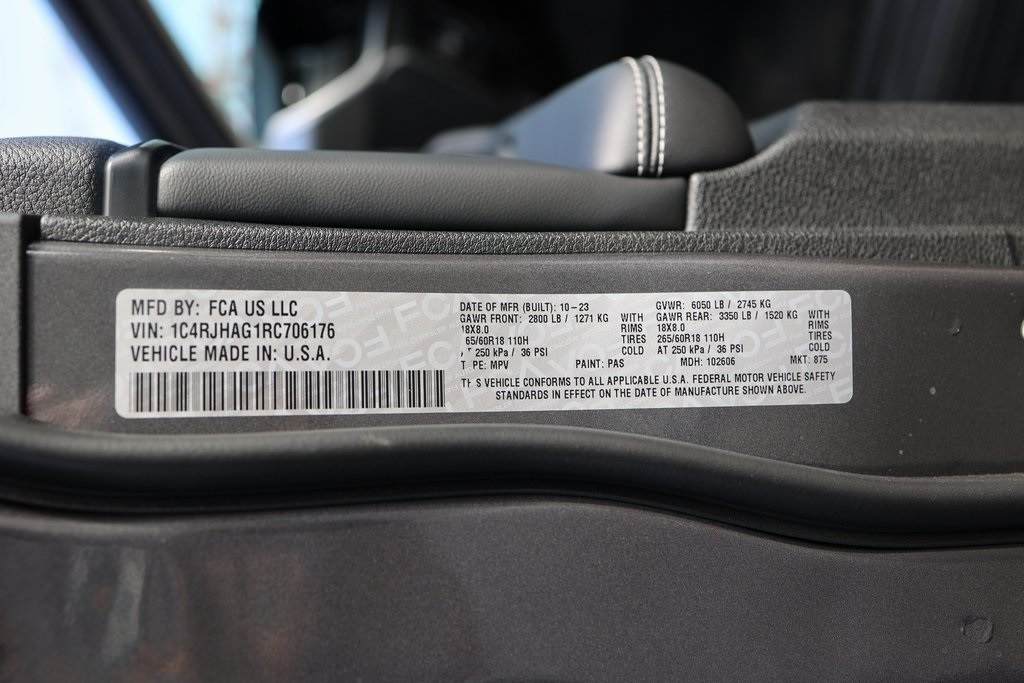 MFD BY: FCA US LLC
VIN: 1C4RJHAG1RC706176
VEHICLE MADE IN: U.S.A.
DATE OF MFR (BUILT): 10-23 GVWR: 6050 LB / 2745 KG
GAWR FRONT: 2800 LB / 1271 KG WITH GAWR REAR: 3350 LB / 1520 KG WITH
18X8.0 RIMS 18X8.0 RIMS
65/60R18 110H TIRES 265/60R18 110H TIRES
AT 250 kPa / 36 PSI COLD AT 250 kPa / 36 PSI COLD
T PE: MPV PAINT: PAS MDH: 102606 MKT: 875
TH S VEHICLE CONFORMS TO ALL APPLICABLE U.S.A. FEDERAL MOTOR VEHICLE SAFETY
STANDARDS IN EFFECT ON THE DATE OF MANUFACTURE SHOWN ABOVE.